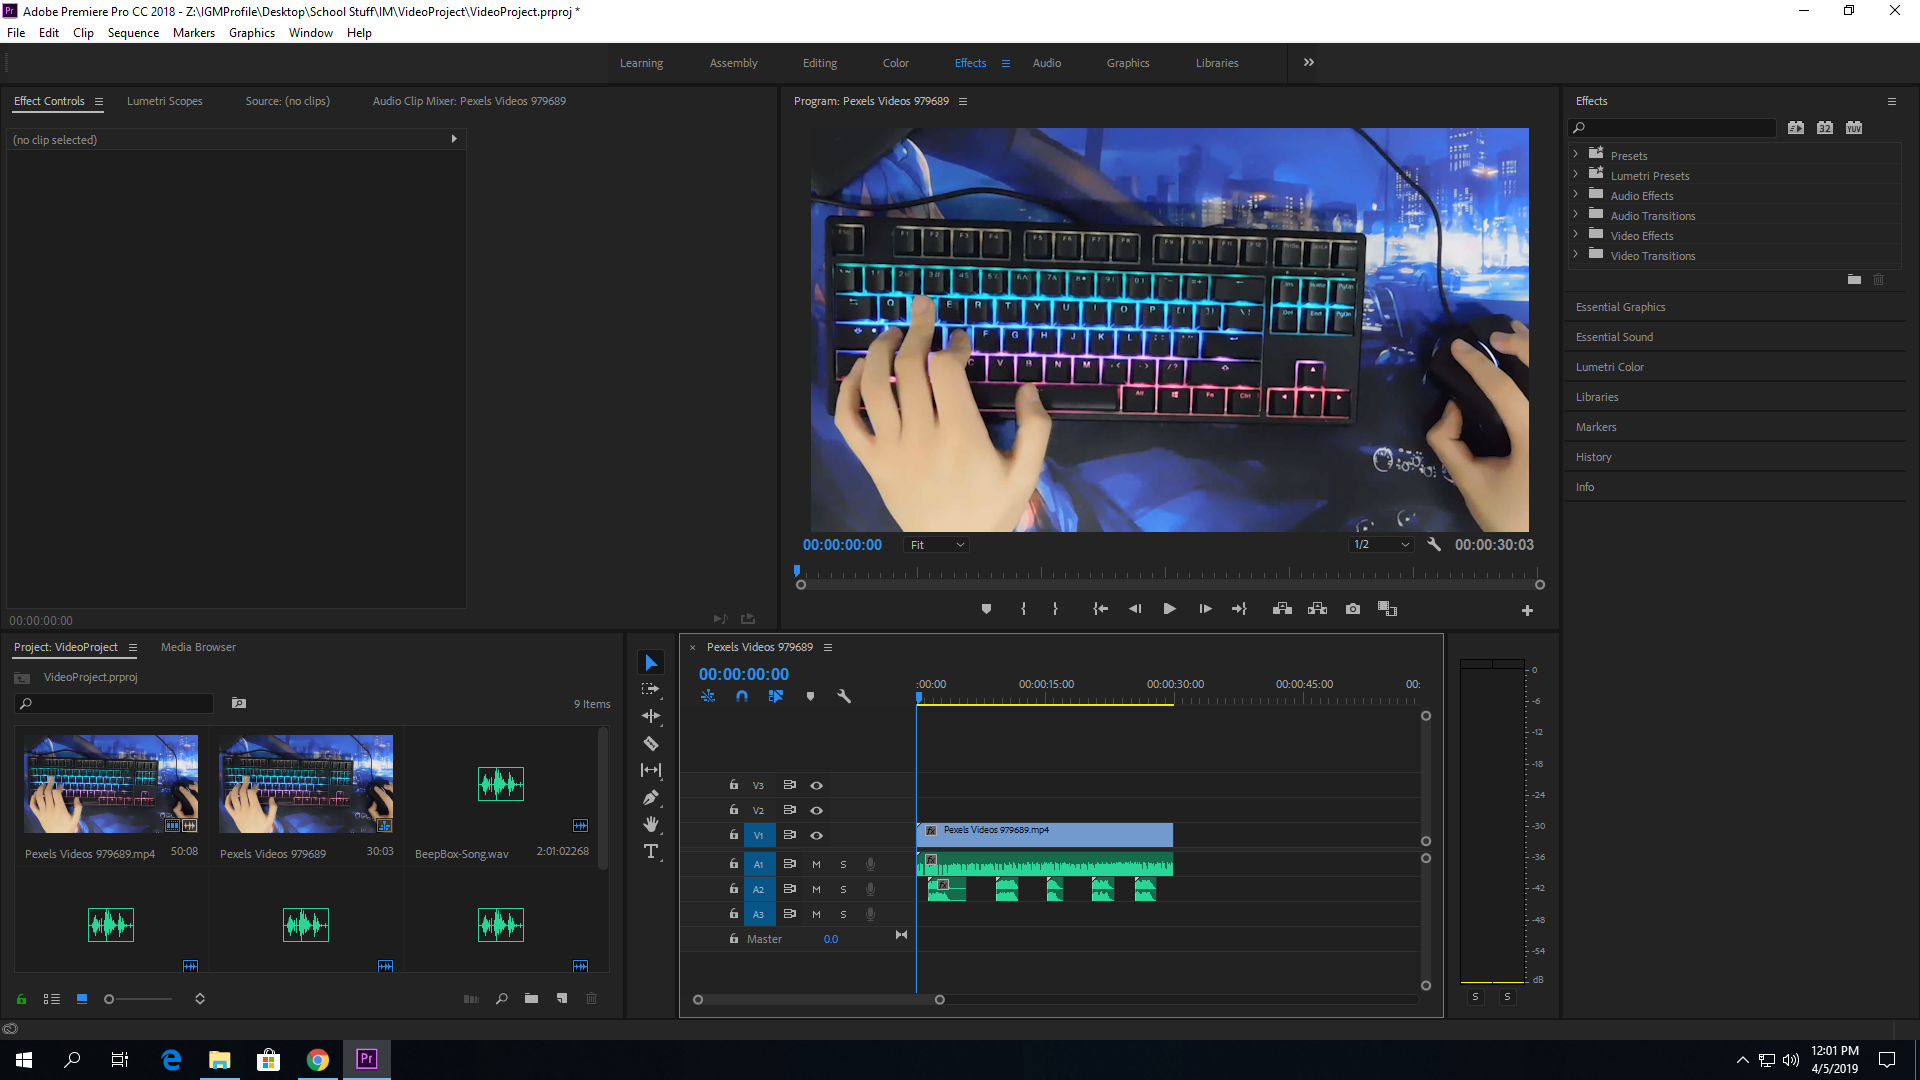 Adobe Premiere Pro CC 2018 - Z:\IGMProfile\Desktop\School Stuff\IM\VideoProject\VideoProject.prproj *
File Edit Clip Sequence Markers Graphics Window Help
Learning Assembly Editing Color Effects Audio Graphics Libraries
Effect Controls Lumetri Scopes Source: (no clips) Audio Clip Mixer: Pexels Videos 979689
(no clip selected)
00:00:00:00
Program: Pexels Videos 979689
00:00:00:00 Fit 1/2 00:00:30:03
Effects
32 YUV
Presets
Lumetri Presets
Audio Effects
Audio Transitions
Video Effects
Video Transitions
Essential Graphics
Essential Sound
Lumetri Color
Libraries
Markers
History
Info
Project: VideoProject Media Browser
VideoProject.prproj
9 Items
Pexels Videos 979689.mp4 50:08
Pexels Videos 979689 30:03
BeepBox-Song.wav 2:01:02268
Pexels Videos 979689
00:00:00:00
:00:00 00:00:15:00 00:00:30:00 00:00:45:00 00:
V3
V2
V1 fx Pexels Videos 979689.mp4
A1 M S fx
A2 M S fx
A3 M S
Master 0.0
0
-6
-12
-18
-24
-30
-36
-42
-48
-54
dB
S S
Pr
12:01 PM
4/5/2019